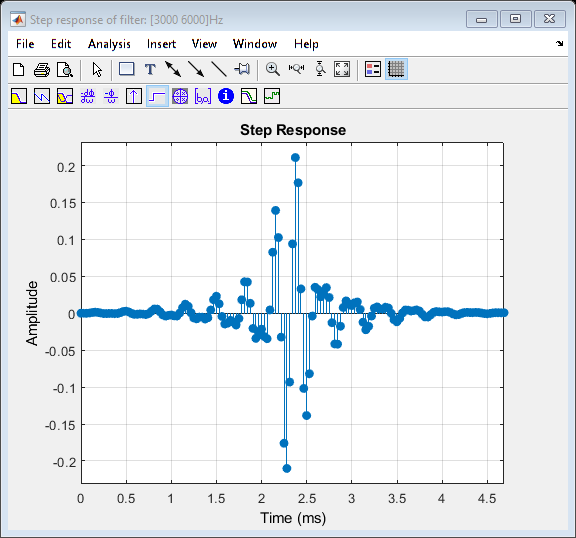 Step response of filter: [3000 6000]Hz
File Edit Analysis Insert View Window Help
Step Response
0.2
0.15
0.1
0.05
0
-0.05
-0.1
-0.15
-0.2
Amplitude
0 0.5 1 1.5 2 2.5 3 3.5 4 4.5
Time (ms)